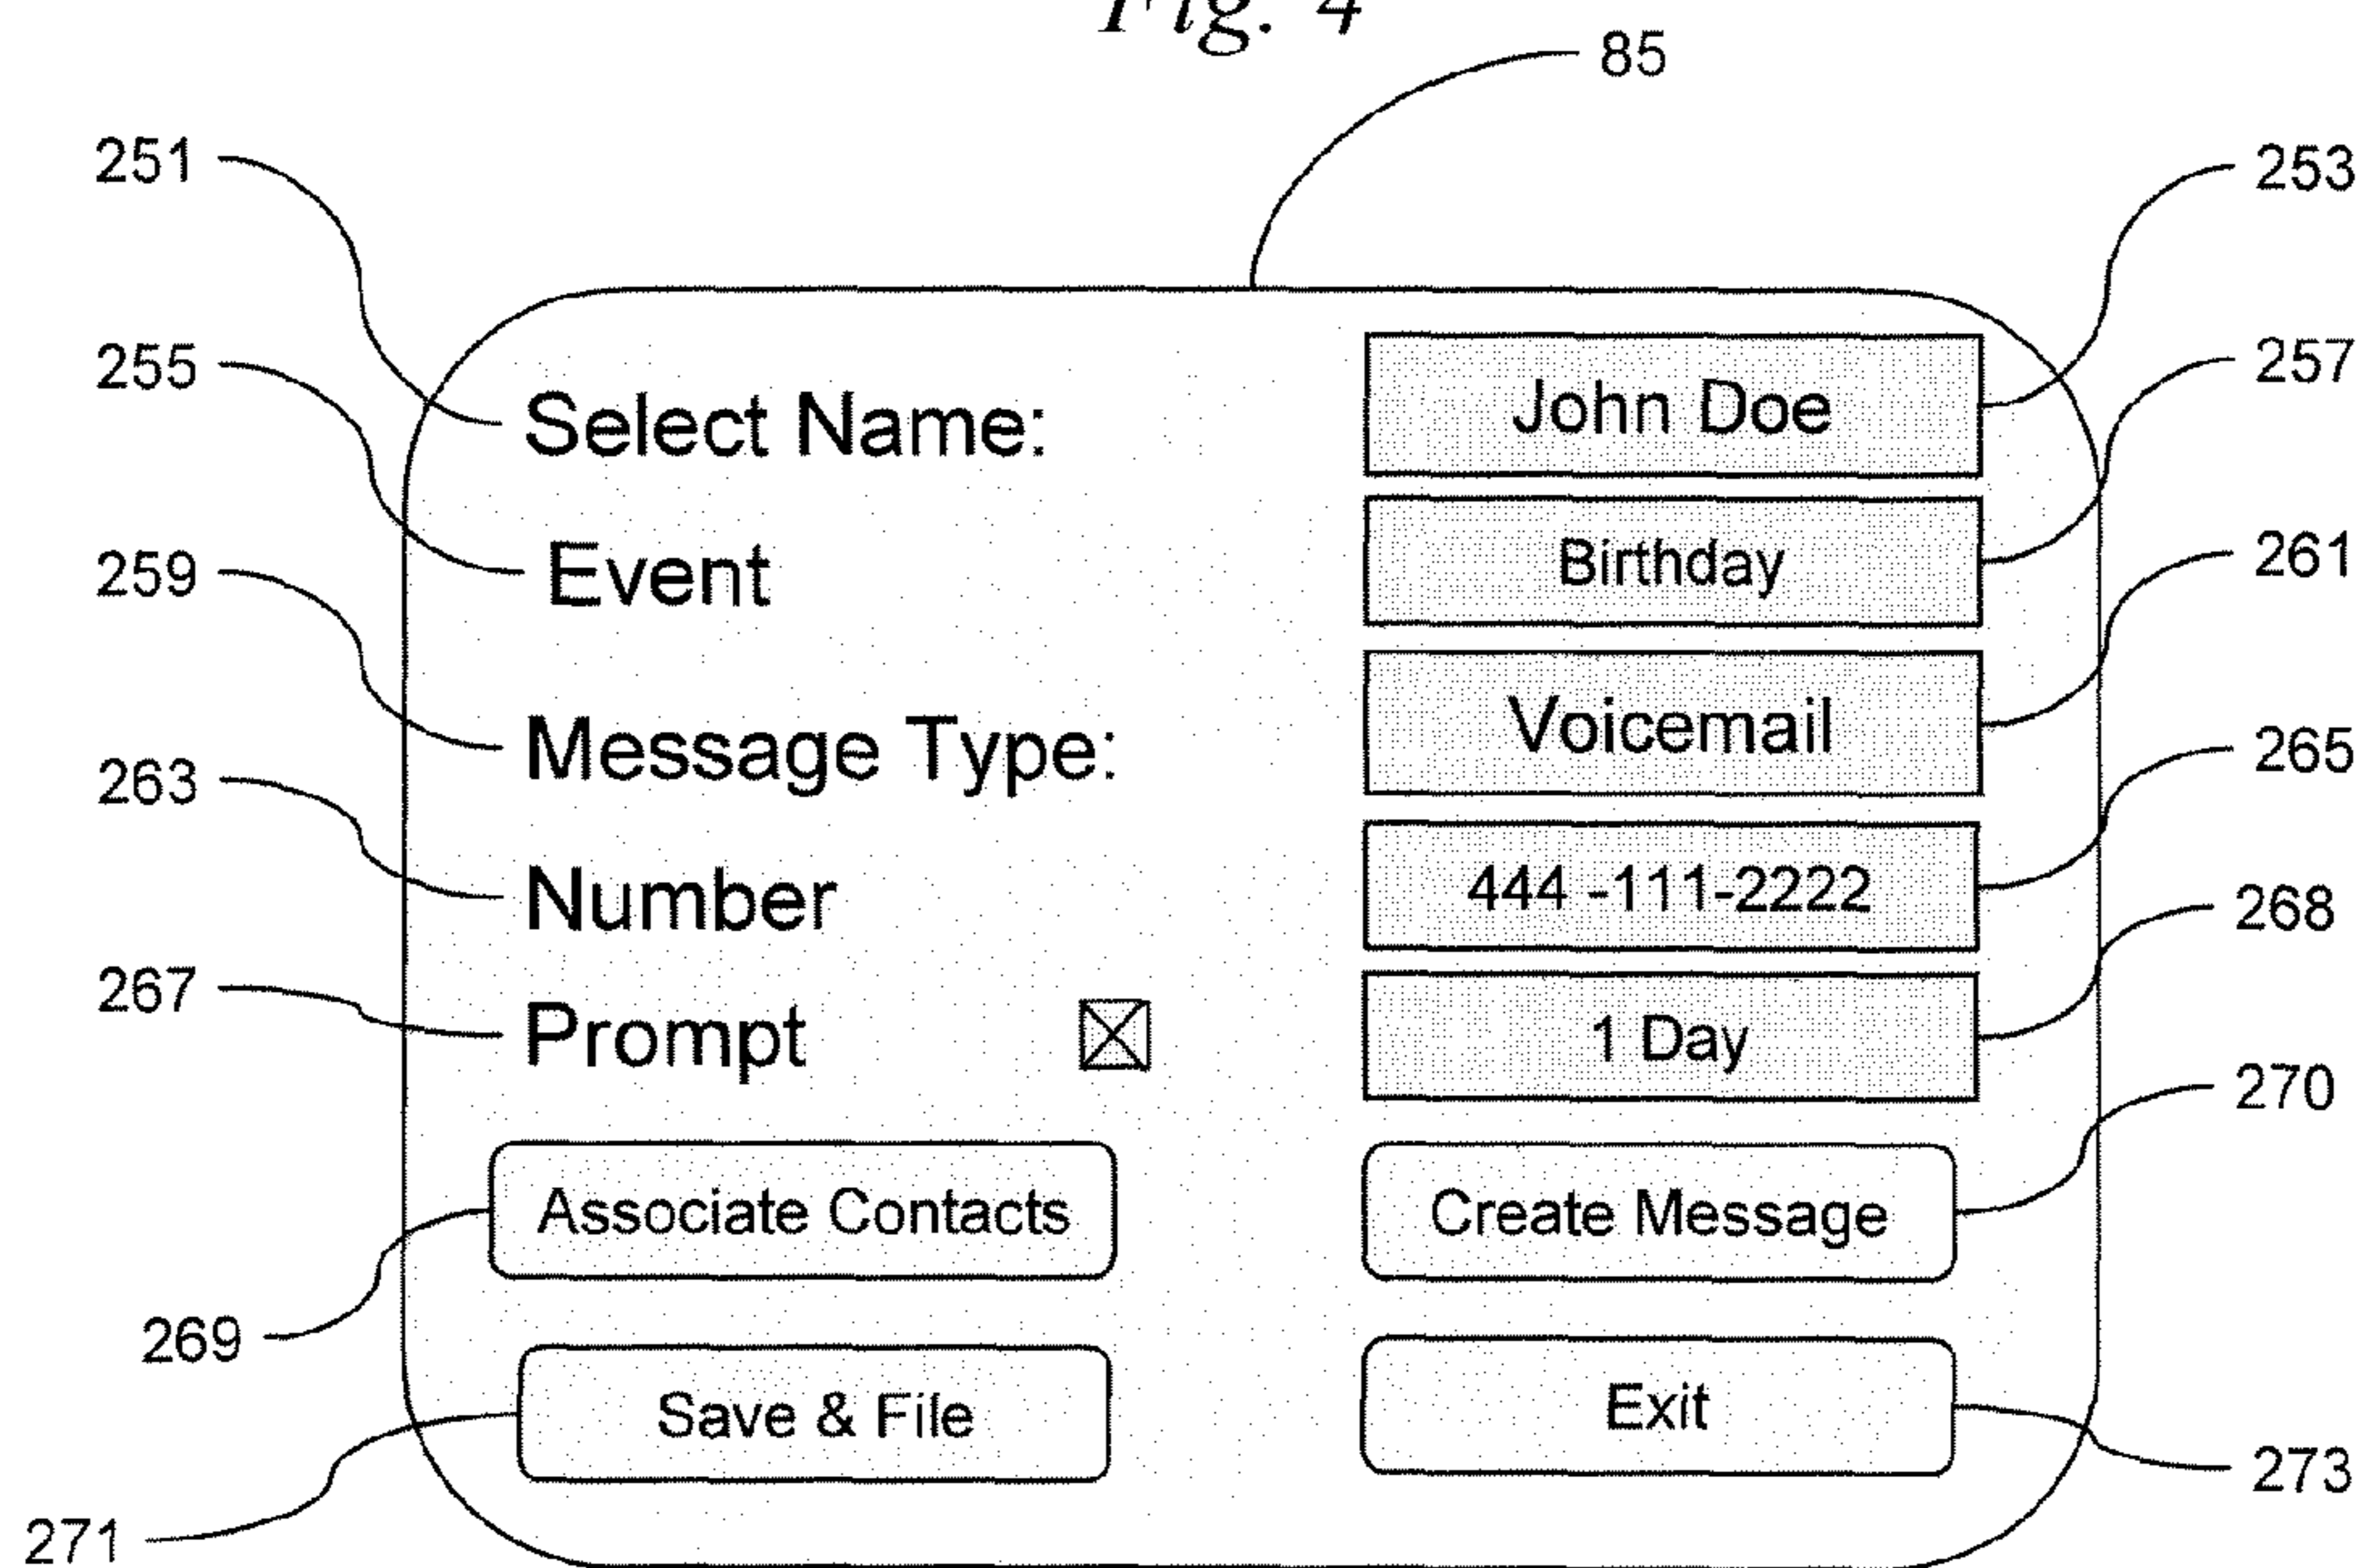 Fig. 4
85
251
253
255
257
Select Name: John Doe
Event Birthday
259
261
Message Type: Voicemail
263
265
Number 444 -111-2222
267
268
Prompt 1 Day
270
Associate Contacts Create Message
269
Save & File Exit
273
271